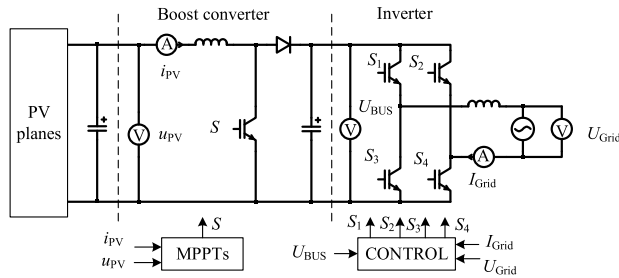 Boost converter
Inverter
A
i_PV
PV
planes
V
u_PV
S
S_1
S_2
U_BUS
V
S_3
S_4
V
U_Grid
A
I_Grid
S
S_1 S_2 S_3 S_4
i_PV
u_PV
MPPTs
U_BUS
CONTROL
I_Grid
U_Grid